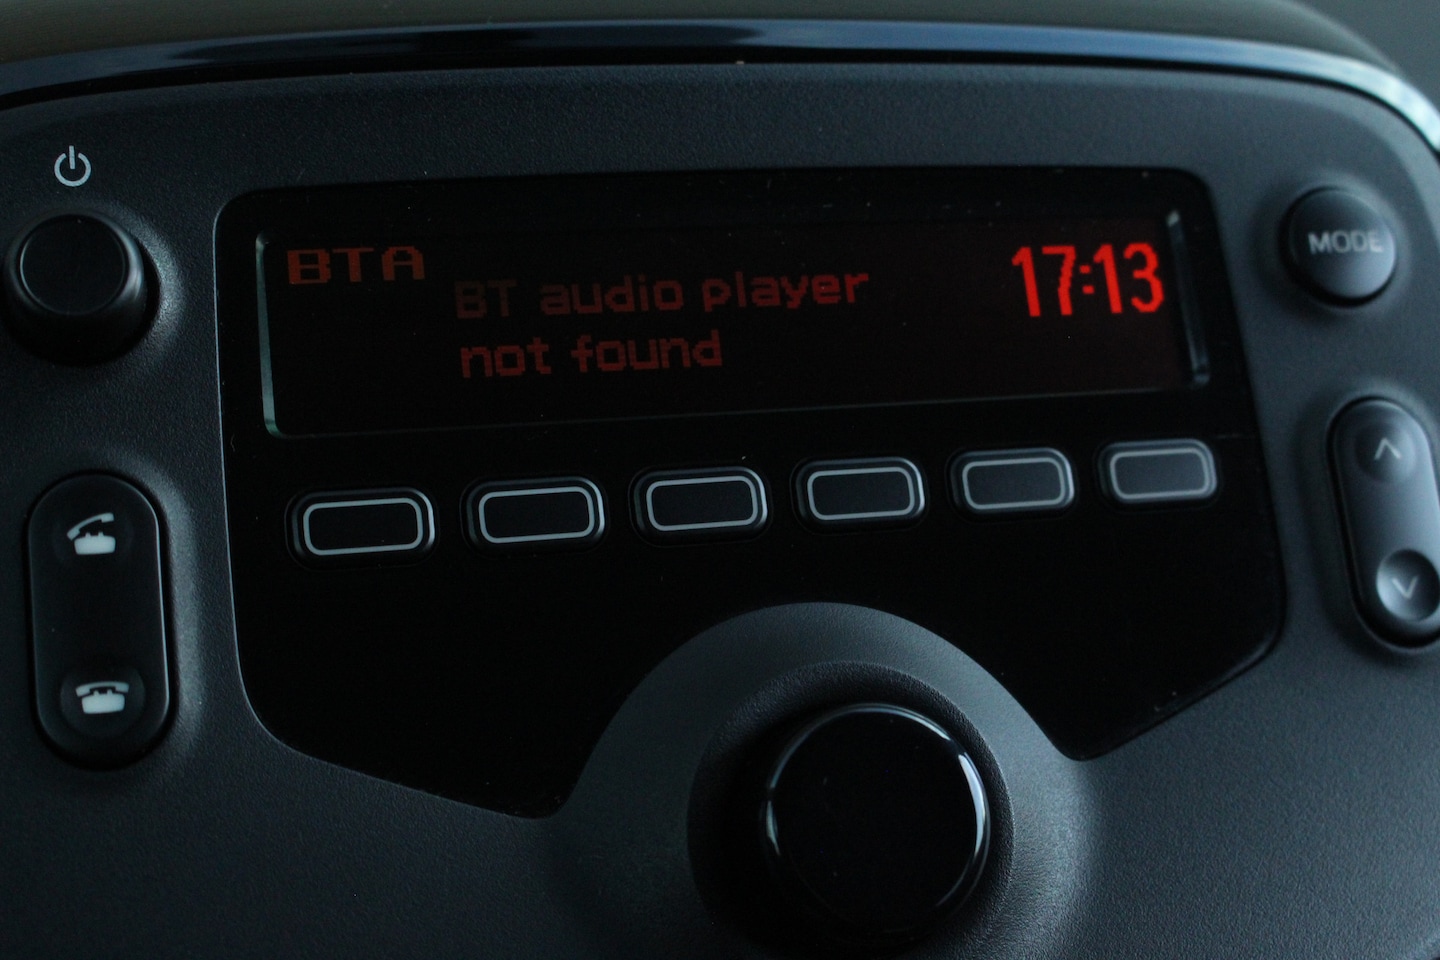 BTA
BT audio player
not found
17:13
MODE